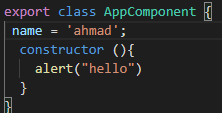 export class AppComponent {
name = 'ahmad';
constructor (){
alert("hello")
}
}